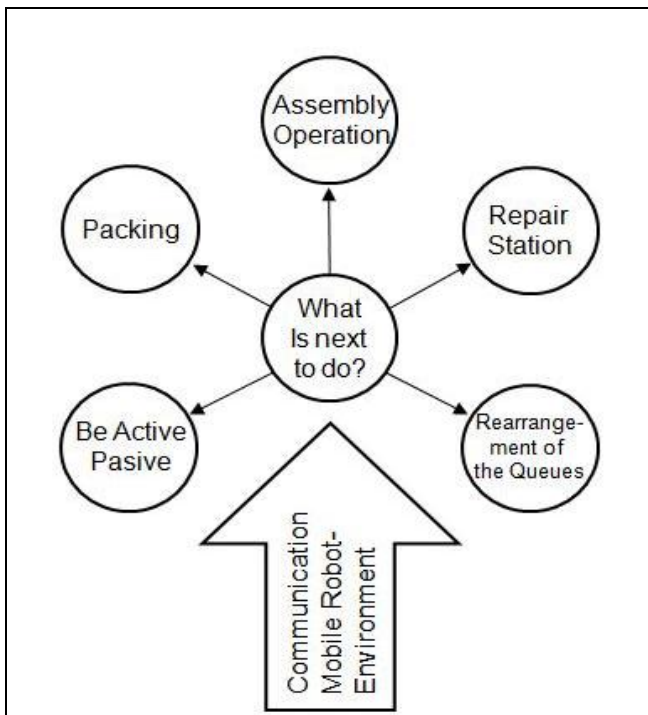 Assembly
Operation
Packing
Repair
Station
What
Is next
to do?
Be Active
Pasive
Rearrange-
ment of
the Queues
Communication
Mobile Robot-
Environment